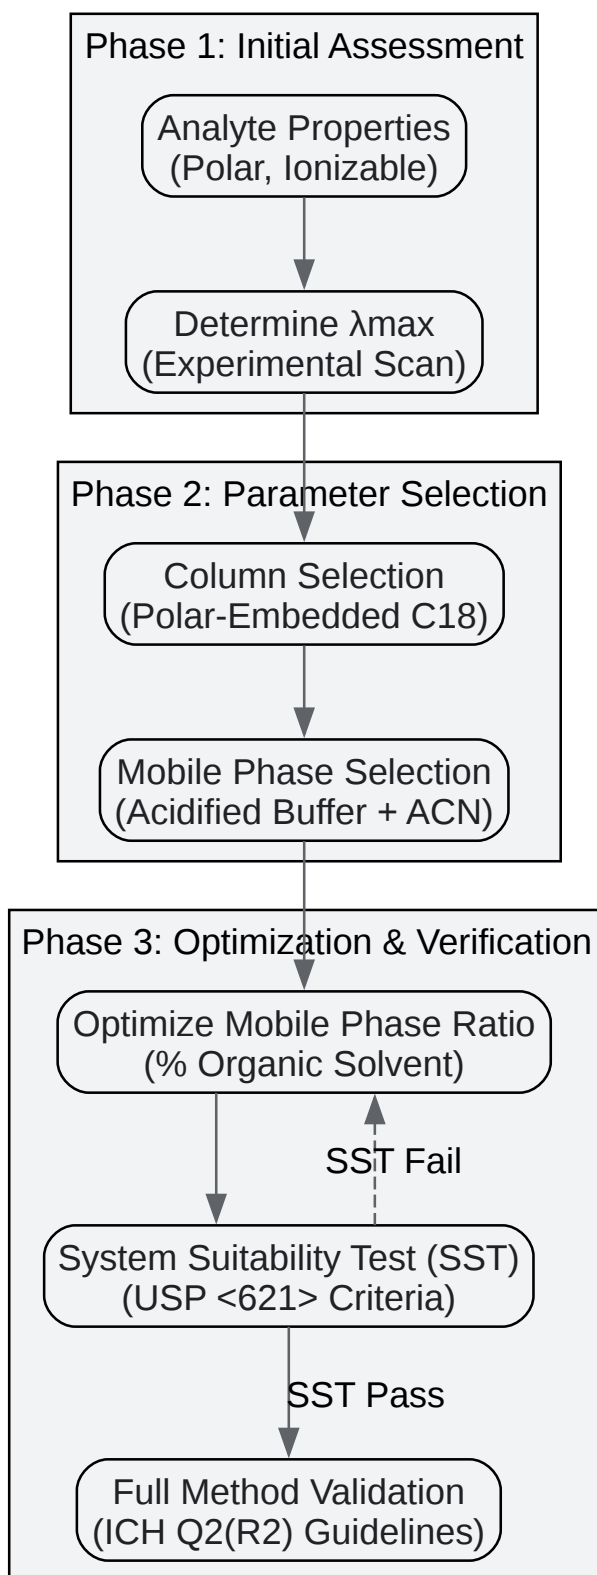 Phase 1: Initial Assessment
Analyte Properties
(Polar, Ionizable)
Determine λmax
(Experimental Scan)
Phase 2: Parameter Selection
Column Selection
(Polar-Embedded C18)
Mobile Phase Selection
(Acidified Buffer + ACN)
Phase 3: Optimization & Verification
Optimize Mobile Phase Ratio
(% Organic Solvent)
SST Fail
System Suitability Test (SST)
(USP <621> Criteria)
SST Pass
Full Method Validation
(ICH Q2(R2) Guidelines)